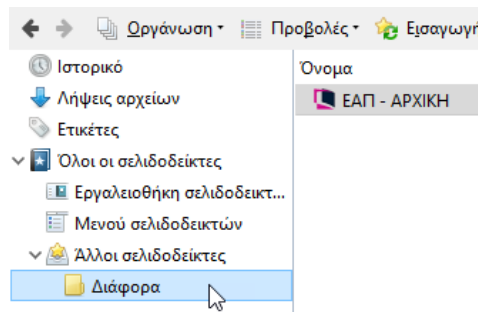 Οργάνωση Προβολές Εισαγωγή
Ιστορικό
Όνομα
Λήψεις αρχείων
ΕΑΠ - ΑΡΧΙΚΗ
Ετικέτες
Όλοι οι σελιδοδείκτες
Εργαλειοθήκη σελιδοδεικτ...
Μενού σελιδοδεικτών
Άλλοι σελιδοδείκτες
Διάφορα